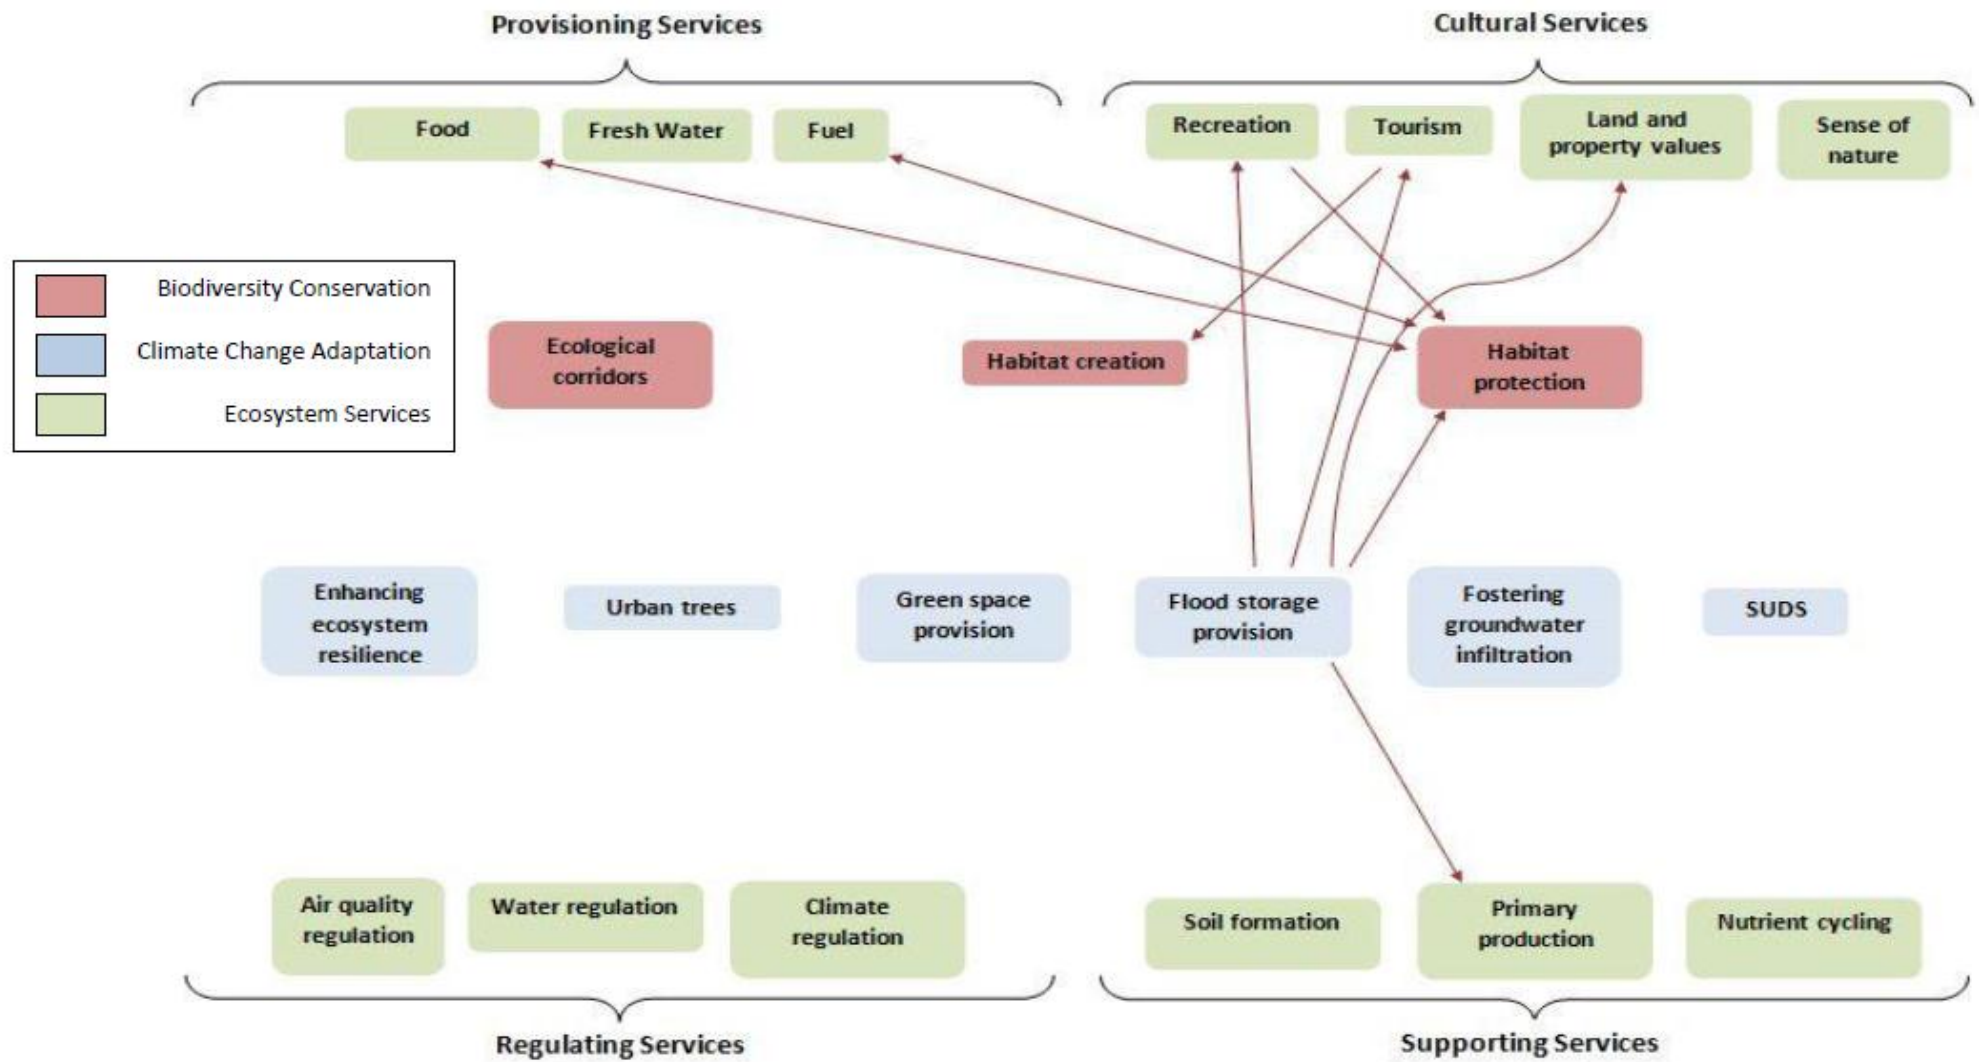 Provisioning Services
Cultural Services
Food
Fresh Water
Fuel
Recreation
Tourism
Land and
property values
Sense of
nature
Biodiversity Conservation
Climate Change Adaptation
Ecosystem Services
Ecological
corridors
Habitat creation
Habitat
protection
Enhancing
ecosystem
resilience
Urban trees
Green space
provision
Flood storage
provision
Fostering
groundwater
infiltration
SUDS
Air quality
regulation
Water regulation
Climate
regulation
Soil formation
Primary
production
Nutrient cycling
Regulating Services
Supporting Services